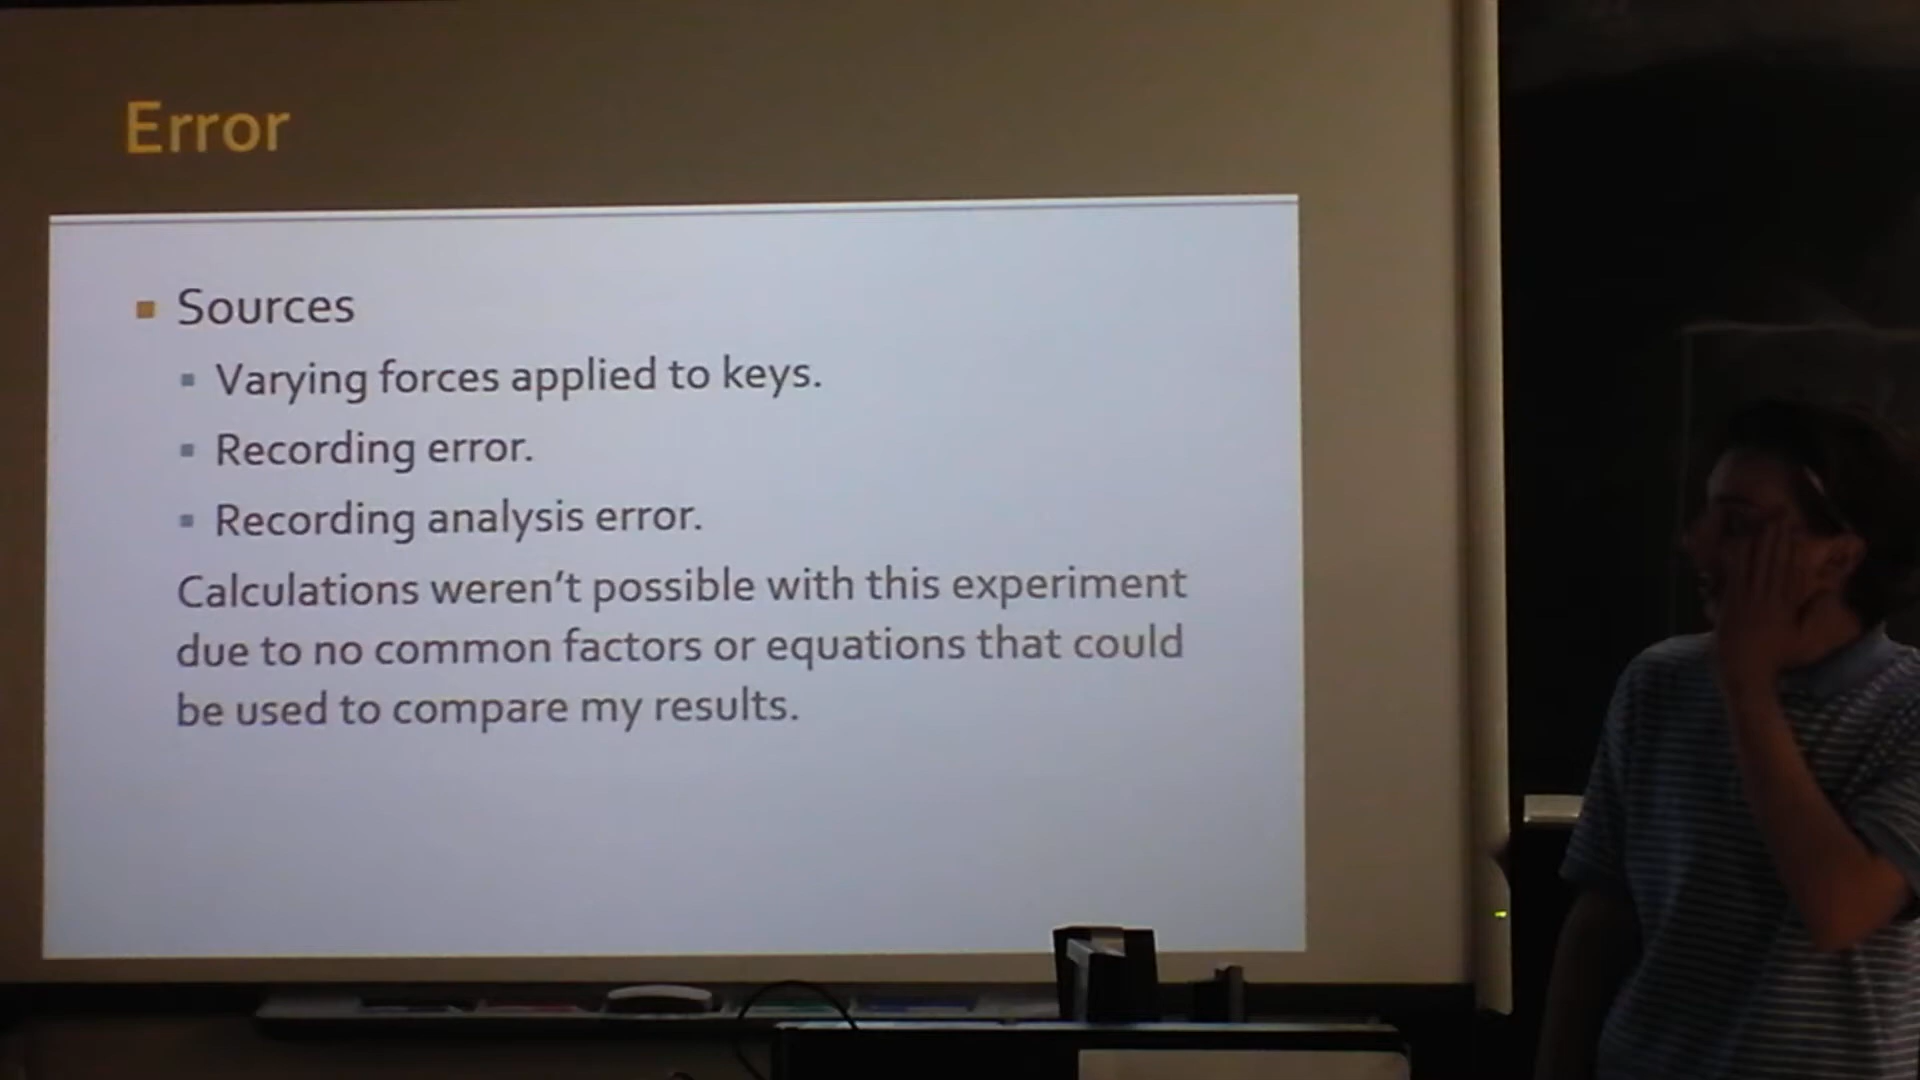 Error
Sources
Varying forces applied to keys.
Recording error.
Recording analysis error.
Calculations weren't possible with this experiment
due to no common factors or equations that could
be used to compare my results.